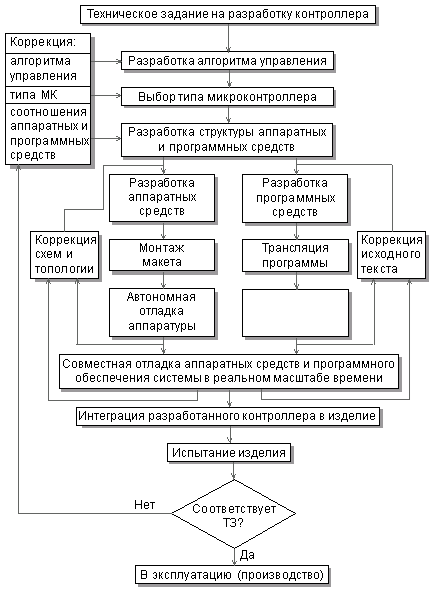 Техническое задание на разработку контроллера
Коррекция:
алгоритма
управления
типа МК
соотношения
аппаратных и
программных
средств
Разработка алгоритма управления
Выбор типа микроконтроллера
Разработка структуры аппаратных
и программных средств
Разработка
аппаратных
средств
Разработка
программных
средств
Коррекция
схем и
топологии
Монтаж
макета
Трансляция
программы
Коррекция
исходного
текста
Автономная
отладка
аппаратуры
Совместная отладка аппаратных средств и программного
обеспечения системы в реальном масштабе времени
Интеграция разработанного контроллера в изделие
Испытание изделия
Нет
Соответствует
ТЗ?
Да
В эксплуатацию (производство)